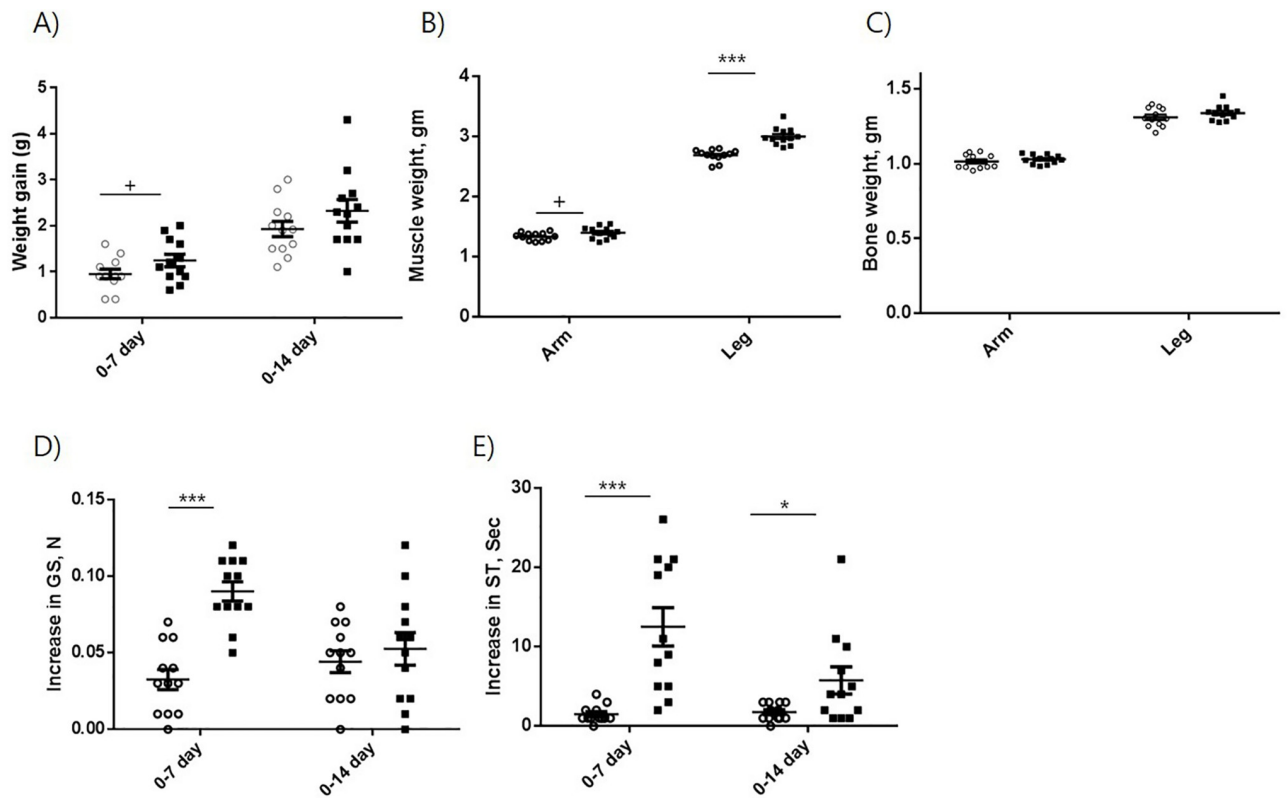 A)
Weight gain (g)
5
4
3
2
1
0
+
0-7 day
0-14 day
B)
Muscle weight, gm
4
3
2
1
0
+
***
Arm
Leg
C)
Bone weight, gm
1.5
1.0
0.5
0.0
Arm
Leg
D)
Increase in GS, N
0.15
0.10
0.05
0.00
***
0-7 day
0-14 day
E)
Increase in ST, Sec
30
20
10
0
***
*
0-7 day
0-14 day